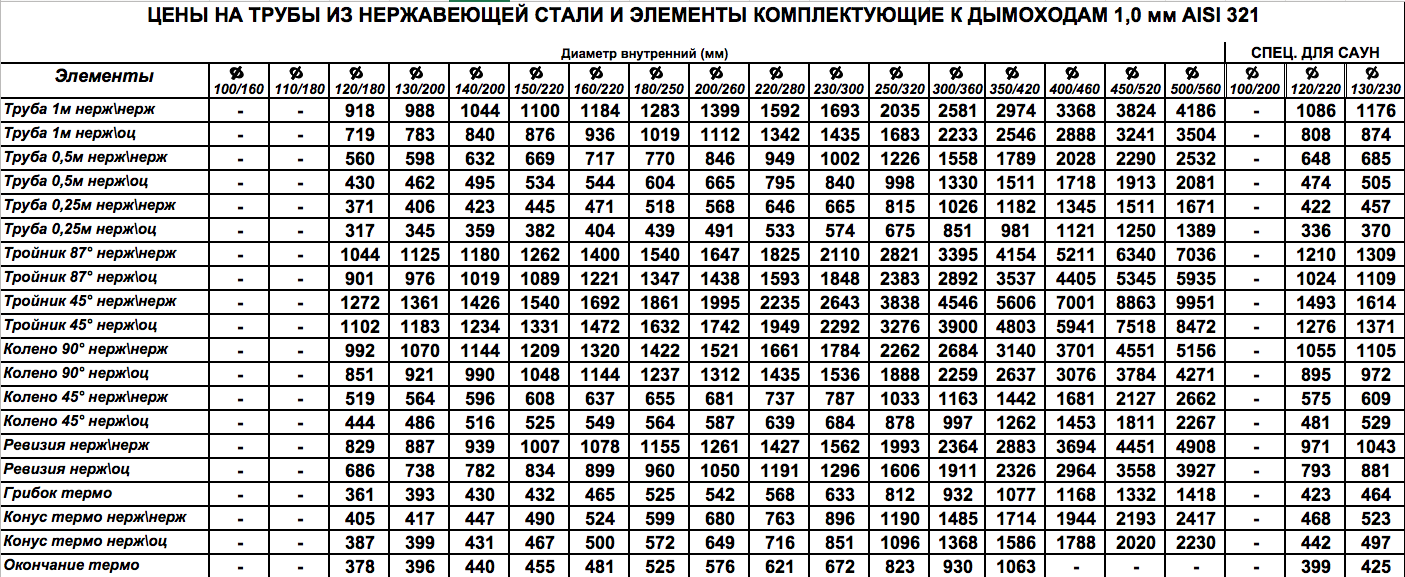 ЦЕНЫ НА ТРУБЫ ИЗ НЕРЖАВЕЮЩЕЙ СТАЛИ И ЭЛЕМЕНТЫ КОМПЛЕКТУЮЩИЕ К ДЫМОХОДАМ 1,0 мм AISI 321
Диаметр внутренний (мм) СПЕЦ. ДЛЯ САУН
Элементы Ø 100/160 Ø 110/180 Ø 120/180 Ø 130/200 Ø 140/200 Ø 150/220 Ø 160/220 Ø 180/250 Ø 200/260 Ø 220/280 Ø 230/300 Ø 250/320 Ø 300/360 Ø 350/420 Ø 400/460 Ø 450/520 Ø 500/560 Ø 100/200 Ø 120/220 Ø 130/230
Труба 1м нерж\нерж - - 918 988 1044 1100 1184 1283 1399 1592 1693 2035 2581 2974 3368 3824 4186 - 1086 1176
Труба 1м нерж\оц - - 719 783 840 876 936 1019 1112 1342 1435 1683 2233 2546 2888 3241 3504 - 808 874
Труба 0,5м нерж\нерж - - 560 598 632 669 717 770 846 949 1002 1226 1558 1789 2028 2290 2532 - 648 685
Труба 0,5м нерж\оц - - 430 462 495 534 544 604 665 795 840 998 1330 1511 1718 1913 2081 - 474 505
Труба 0,25м нерж\нерж - - 371 406 423 445 471 518 568 646 665 815 1026 1182 1345 1511 1671 - 422 457
Труба 0,25м нерж\оц - - 317 345 359 382 404 439 491 533 574 675 851 981 1121 1250 1389 - 336 370
Тройник 87° нерж\нерж - - 1044 1125 1180 1262 1400 1540 1647 1825 2110 2821 3395 4154 5211 6340 7036 - 1210 1309
Тройник 87° нерж\оц - - 901 976 1019 1089 1221 1347 1438 1593 1848 2383 2892 3537 4405 5345 5935 - 1024 1109
Тройник 45° нерж\нерж - - 1272 1361 1426 1540 1692 1861 1995 2235 2643 3838 4546 5606 7001 8863 9951 - 1493 1614
Тройник 45° нерж\оц - - 1102 1183 1234 1331 1472 1632 1742 1949 2292 3276 3900 4803 5941 7518 8472 - 1276 1371
Колено 90° нерж\нерж - - 992 1070 1144 1209 1320 1422 1521 1661 1784 2262 2684 3140 3701 4551 5156 - 1055 1105
Колено 90° нерж\оц - - 851 921 990 1048 1144 1237 1312 1435 1536 1888 2259 2637 3076 3784 4271 - 895 972
Колено 45° нерж\нерж - - 519 564 596 608 637 655 681 737 787 1033 1163 1442 1681 2127 2662 - 575 609
Колено 45° нерж\оц - - 444 486 516 525 549 564 587 639 684 878 997 1262 1453 1811 2267 - 481 529
Ревизия нерж\нерж - - 829 887 939 1007 1078 1155 1261 1427 1562 1993 2364 2883 3694 4451 4908 - 971 1043
Ревизия нерж\оц - - 686 738 782 834 899 960 1050 1191 1296 1606 1911 2326 2964 3558 3927 - 793 881
Грибок термо - - 361 393 430 432 465 525 542 568 633 812 932 1077 1168 1332 1418 - 423 464
Конус термо нерж\нерж - - 405 417 447 490 524 599 680 763 896 1190 1485 1714 1944 2193 2417 - 468 523
Конус термо нерж\оц - - 387 399 431 467 500 572 649 716 851 1096 1368 1586 1788 2020 2230 - 442 497
Окончание термо - - 378 396 440 455 481 525 576 621 672 823 930 1063 - - - - 399 425